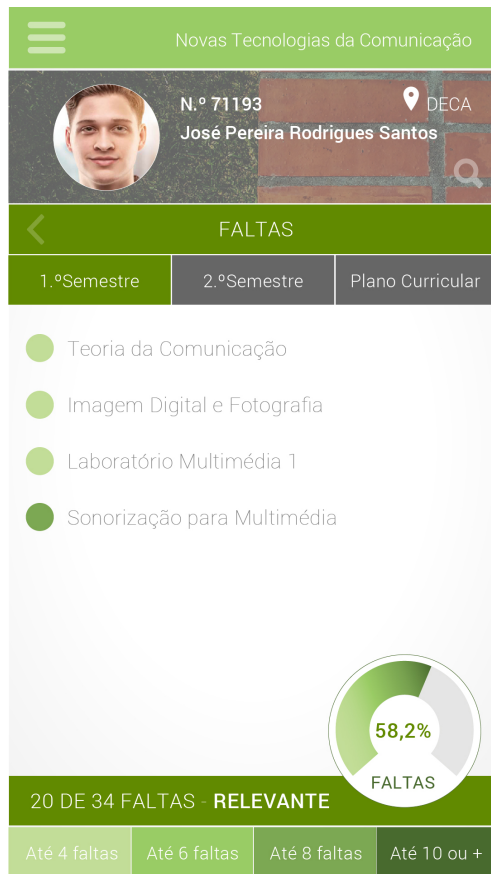 Novas Tecnologias da Comunicação
N.º 71193
DECA
José Pereira Rodrigues Santos
FALTAS
1.ºSemestre
2.ºSemestre
Plano Curricular
Teoria da Comunicação
Imagem Digital e Fotografia
Laboratório Multimédia 1
Sonorização para Multimédia
58,2%
FALTAS
20 DE 34 FALTAS - RELEVANTE
Até 4 faltas
Até 6 faltas
Até 8 faltas
Até 10 ou +